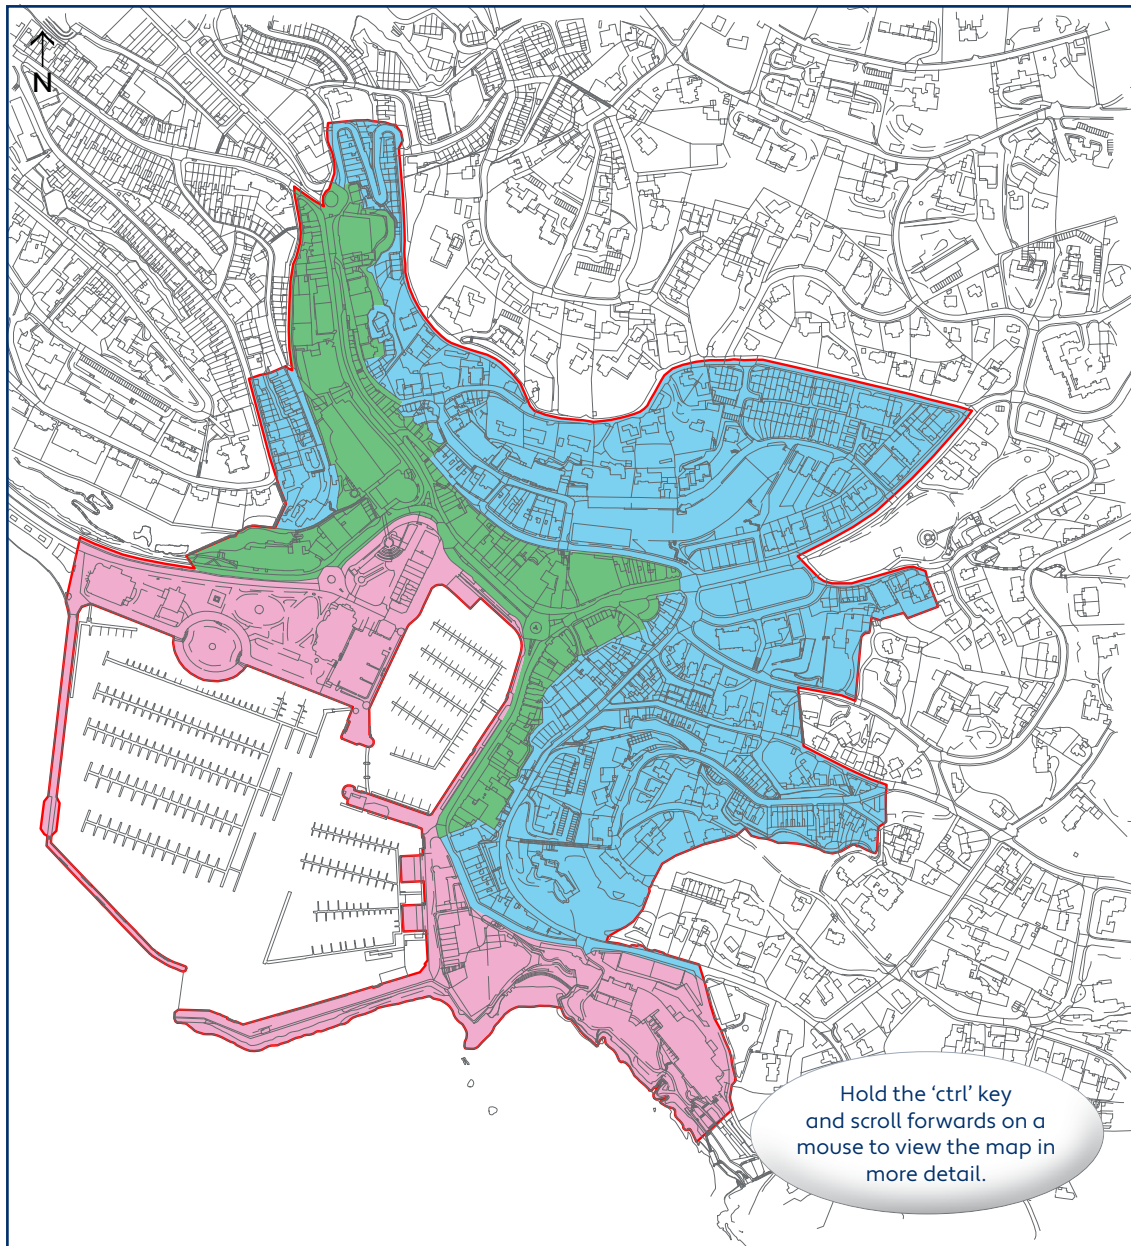 N
Hold the ‘ctrl’ key
and scroll forwards on a
mouse to view the map in
more detail.